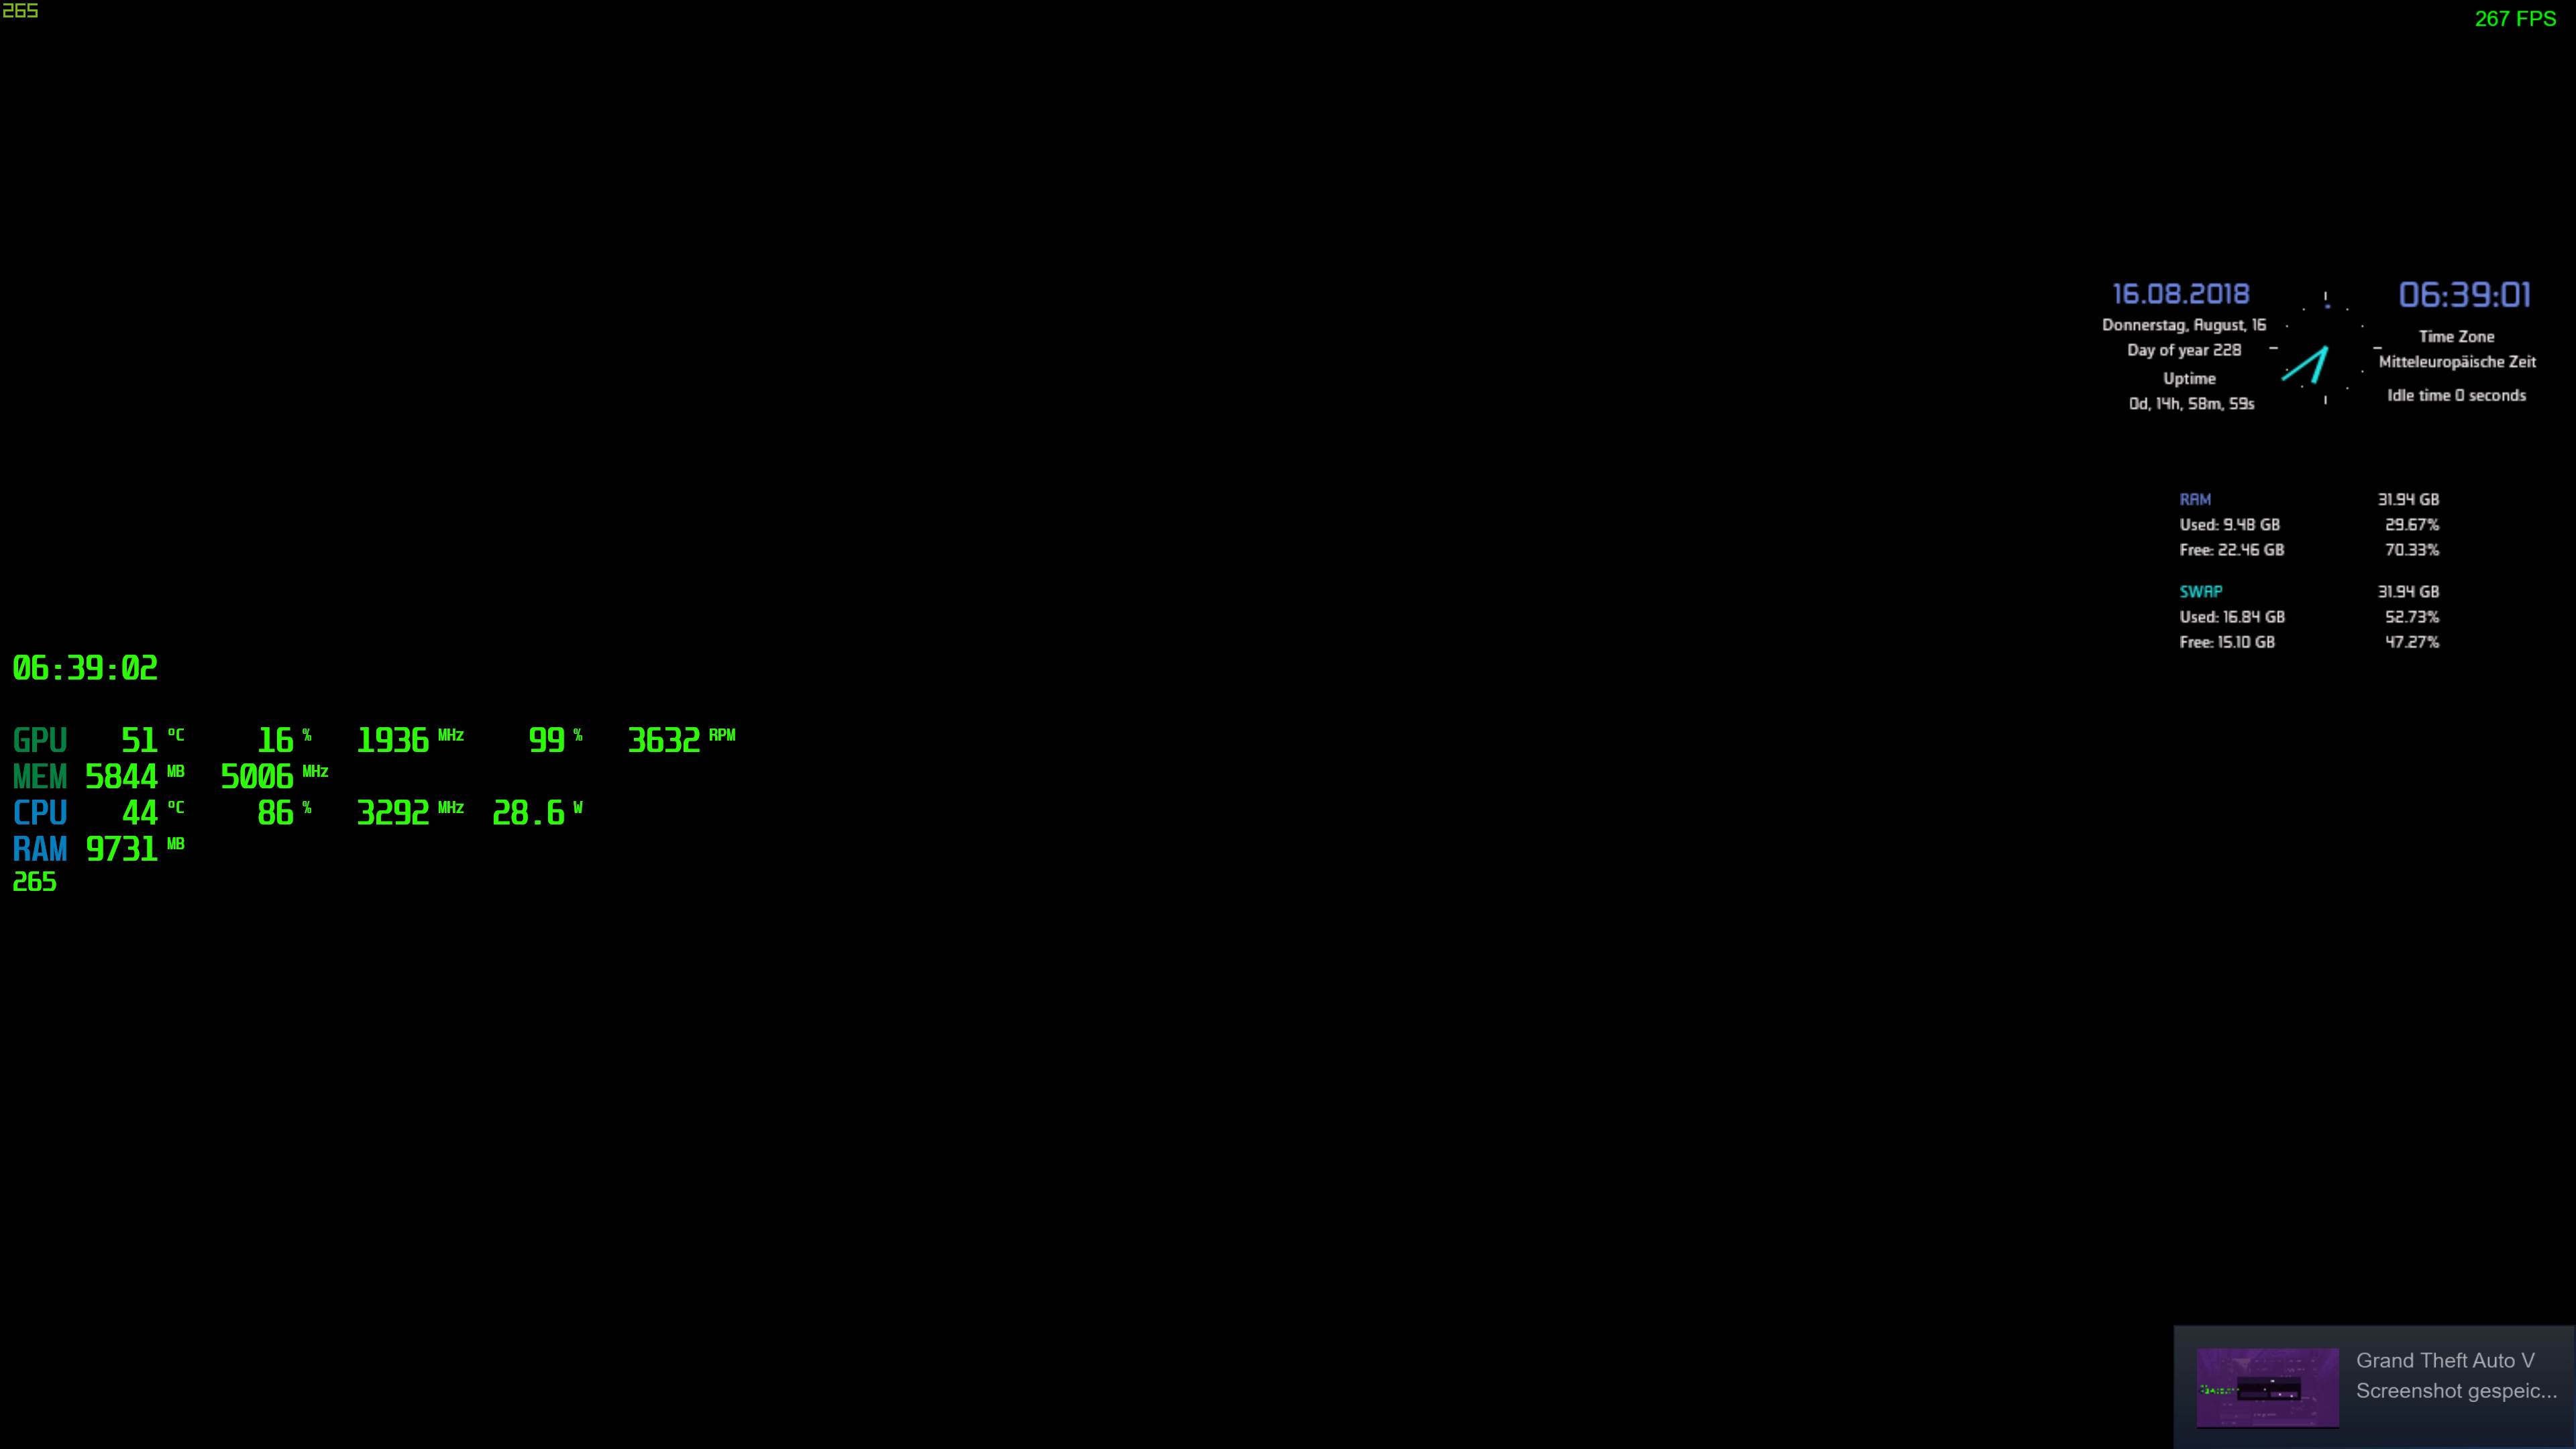 265
267 FPS
16.08.2018
Donnerstag, August, 16
Day of year 228
Uptime
0d, 14h, 58m, 59s
06:39:01
Time Zone
Mitteleuropäische Zeit
Idle time 0 seconds
RAM 31.94 GB
Used: 9.48 GB 29.67%
Free: 22.46 GB 70.33%
SWAP 31.94 GB
Used: 16.84 GB 52.73%
Free: 15.10 GB 47.27%
06:39:02
GPU 51 °C 16 % 1936 MHz 99 % 3632 RPM
MEM 5844 MB 5006 MHz
CPU 44 °C 86 % 3292 MHz 28.6 W
RAM 9731 MB
265
Grand Theft Auto V
Screenshot gespeic...